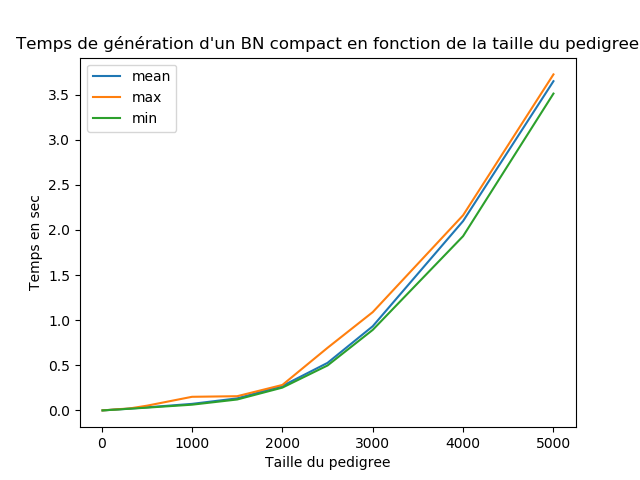 Temps de génération d'un BN compact en fonction de la taille du pedigree
mean
max
min
3.5
3.0
2.5
2.0
1.5
1.0
0.5
0.0
Temps en sec
0 1000 2000 3000 4000 5000
Taille du pedigree